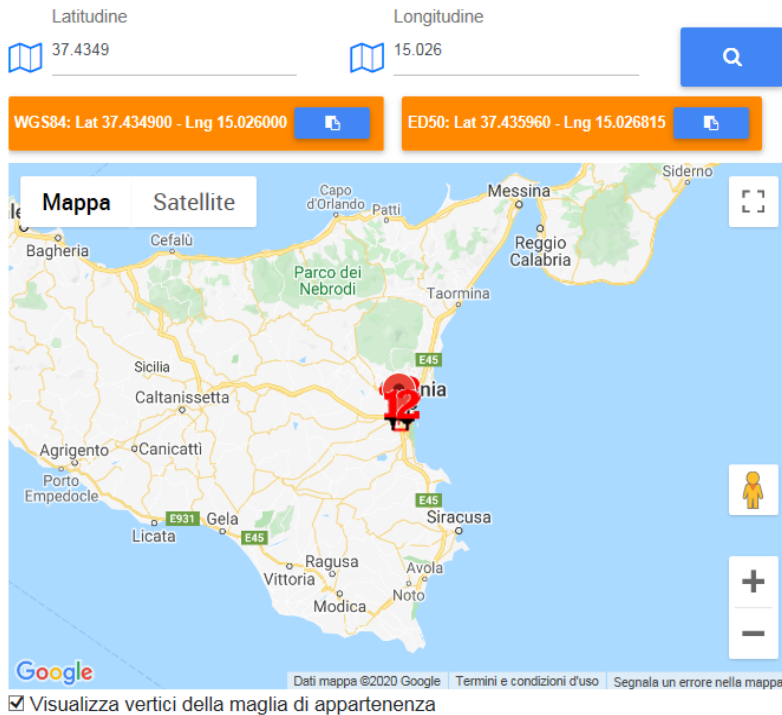 Latitudine Longitudine
37.4349 15.026
WGS84: Lat 37.434900 - Lng 15.026000 ED50: Lat 37.435960 - Lng 15.026815
Mappa Satellite
Siderno
Messina
Capo
d'Orlando
Patti
Bagheria
Cefalù
Reggio
Calabria
Parco dei
Nebrodi
Taormina
E45
Sicilia
nia
Caltanissetta
12
Canicattì
Agrigento
Porto
Empedocle
E45
E931 Gela
Siracusa
Licata
E45
Ragusa
Avola
Vittoria
Noto
Modica
Google
Dati mappa ©2020 Google Termini e condizioni d'uso Segnala un errore nella mappa
Visualizza vertici della maglia di appartenenza